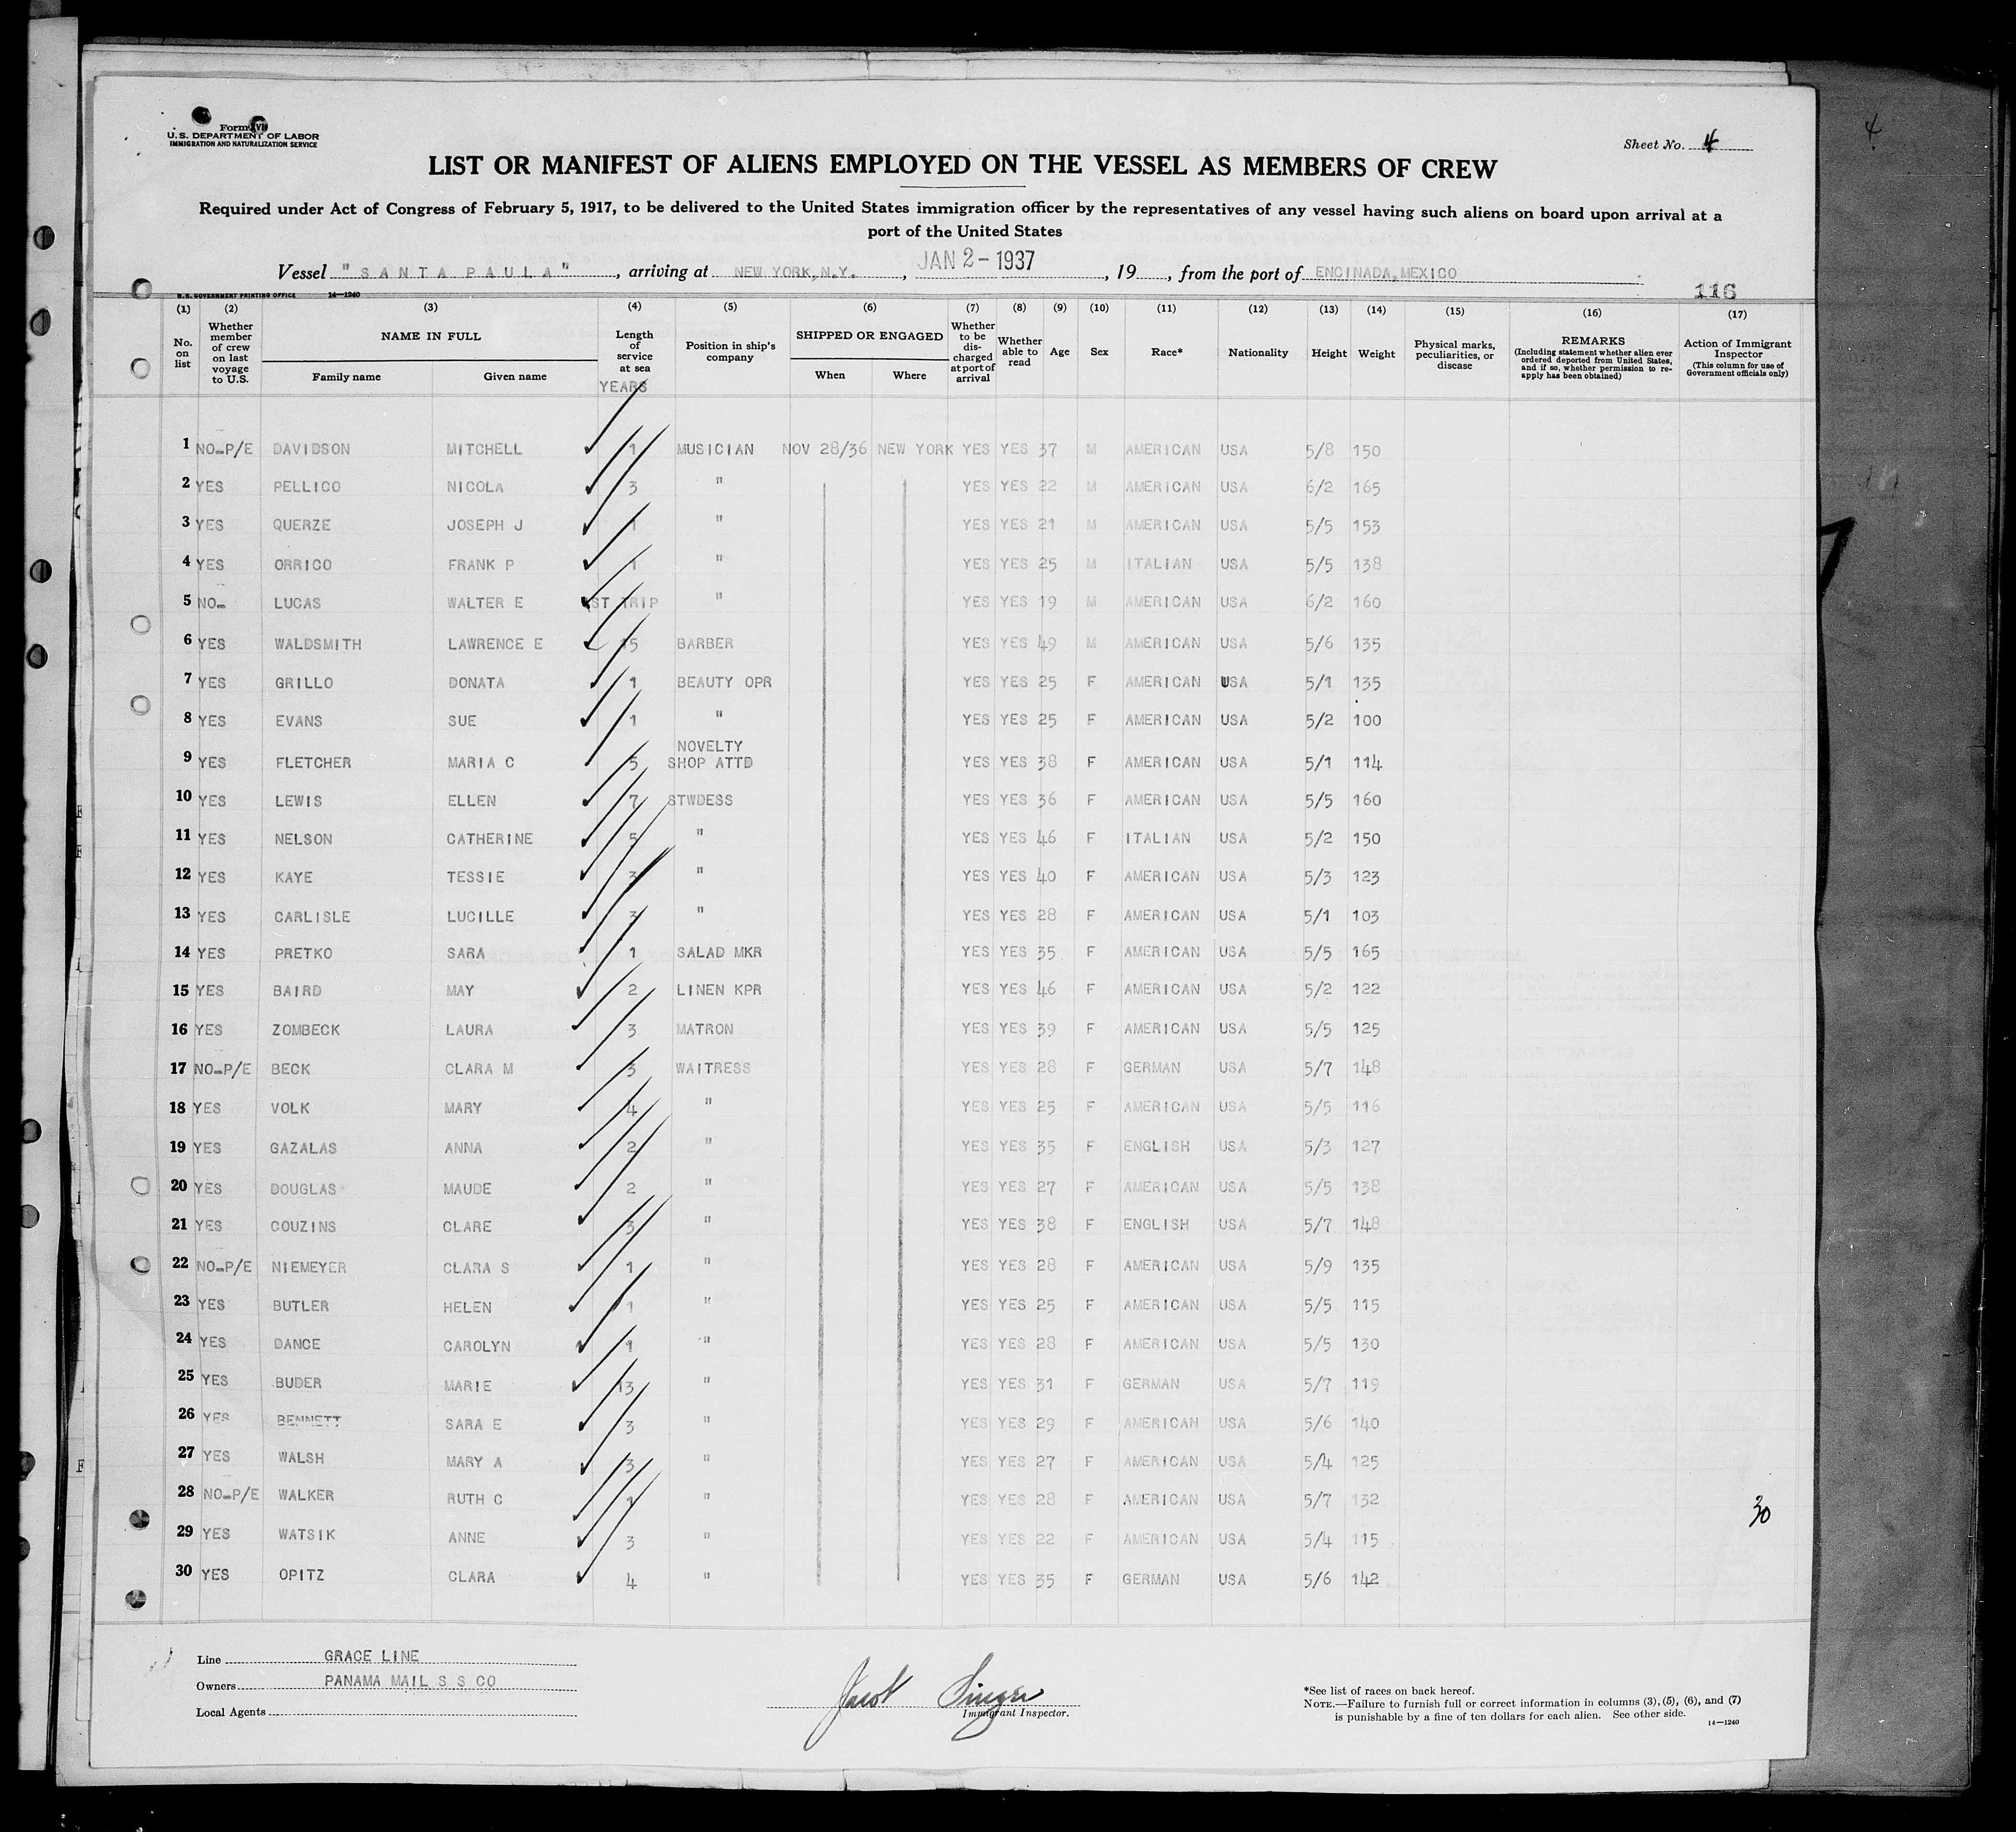 Form
U.S. DEPARTMENT OF LABOR
IMMIGRATION AND NATURALIZATION SERVICE
Sheet No. 4
4
LIST OR MANIFEST OF ALIENS EMPLOYED ON THE VESSEL AS MEMBERS OF CREW
Required under Act of Congress of February 5, 1917, to be delivered to the United States immigration officer by the representatives of any vessel having such aliens on board upon arrival at a
port of the United States
Vessel "SANTA PAULA", arriving at NEW YORK, N.Y., JAN 2 - 1937, 19__, from the port of ENCINADA, MEXICO
U.S. GOVERNMENT PRINTING OFFICE 14—1240
116
(1) (2) (3) (4) (5) (6) (7) (8) (9) (10) (11) (12) (13) (14) (15) (16) (17)
No. on list
Whether member of crew on last voyage to U.S.
NAME IN FULL
Family name Given name
Length of service at sea
YEARS
Position in ship's company
SHIPPED OR ENGAGED
When Where
Whether to be discharged at port of arrival
Whether able to read
Age
Sex
Race*
Nationality
Height
Weight
Physical marks, peculiarities, or disease
REMARKS
(Including statement whether alien ever ordered deported from United States, and if so, whether permission to reapply has been obtained)
Action of Immigrant Inspector
(This column for use of Government officials only)
1 NO-P/E DAVIDSON MITCHELL 1 MUSICIAN NOV 28/36 NEW YORK YES YES 37 M AMERICAN USA 5/8 150
2 YES PELLICO NICOLA 3 " YES YES 22 M AMERICAN USA 6/2 165
3 YES QUERZE JOSEPH J 1 " YES YES 21 M AMERICAN USA 5/5 153
4 YES ORRICO FRANK P 1 " YES YES 25 M ITALIAN USA 5/5 138
5 NO- LUCAS WALTER E 1ST TRIP " YES YES 19 M AMERICAN USA 6/2 160
6 YES WALDSMITH LAWRENCE E 15 BARBER YES YES 49 M AMERICAN USA 5/6 135
7 YES GRILLO DONATA 1 BEAUTY OPR YES YES 25 F AMERICAN USA 5/1 135
8 YES EVANS SUE 1 " YES YES 25 F AMERICAN USA 5/2 100
9 YES FLETCHER MARIA C 5 NOVELTY SHOP ATTD YES YES 38 F AMERICAN USA 5/1 114
10 YES LEWIS ELLEN 7 STWDESS YES YES 36 F AMERICAN USA 5/5 160
11 YES NELSON CATHERINE 5 " YES YES 46 F ITALIAN USA 5/2 150
12 YES KAYE TESSIE 3 " YES YES 40 F AMERICAN USA 5/3 123
13 YES CARLISLE LUCILLE 3 " YES YES 28 F AMERICAN USA 5/1 103
14 YES PRETKO SARA 1 SALAD MKR YES YES 35 F AMERICAN USA 5/5 165
15 YES BAIRD MAY 2 LINEN KPR YES YES 46 F AMERICAN USA 5/2 122
16 YES ZOMBECK LAURA 3 MATRON YES YES 39 F AMERICAN USA 5/5 125
17 NO-P/E BECK CLARA M 3 WAITRESS YES YES 28 F GERMAN USA 5/7 148
18 YES VOLK MARY 4 " YES YES 25 F AMERICAN USA 5/5 116
19 YES GAZALAS ANNA 2 " YES YES 35 F ENGLISH USA 5/3 127
20 YES DOUGLAS MAUDE 2 " YES YES 27 F AMERICAN USA 5/5 138
21 YES COUZINS CLARE 3 " YES YES 38 F ENGLISH USA 5/7 148
22 NO-P/E NIEMEYER CLARA S 1 " YES YES 28 F AMERICAN USA 5/9 135
23 YES BUTLER HELEN 1 " YES YES 25 F AMERICAN USA 5/5 115
24 YES DANCE CAROLYN 1 " YES YES 28 F AMERICAN USA 5/5 130
25 YES BUDER MARIE 13 " YES YES 31 F GERMAN USA 5/7 119
26 YES BENNETT SARA E 3 " YES YES 29 F AMERICAN USA 5/6 140
27 YES WALSH MARY A 3 " YES YES 27 F AMERICAN USA 5/4 125
28 NO-P/E WALKER RUTH C 1 " YES YES 28 F AMERICAN USA 5/7 132
30
29 YES WATSIK ANNE 3 " YES YES 22 F AMERICAN USA 5/4 115
30 YES OPITZ CLARA 4 " YES YES 35 F GERMAN USA 5/6 142
Line GRACE LINE
Owners PANAMA MAIL S S CO
Local Agents
Jacob Singer
Immigrant Inspector.
*See list of races on back hereof.
NOTE.—Failure to furnish full or correct information in columns (3), (5), (6), and (7)
is punishable by a fine of ten dollars for each alien. See other side.
14—1240